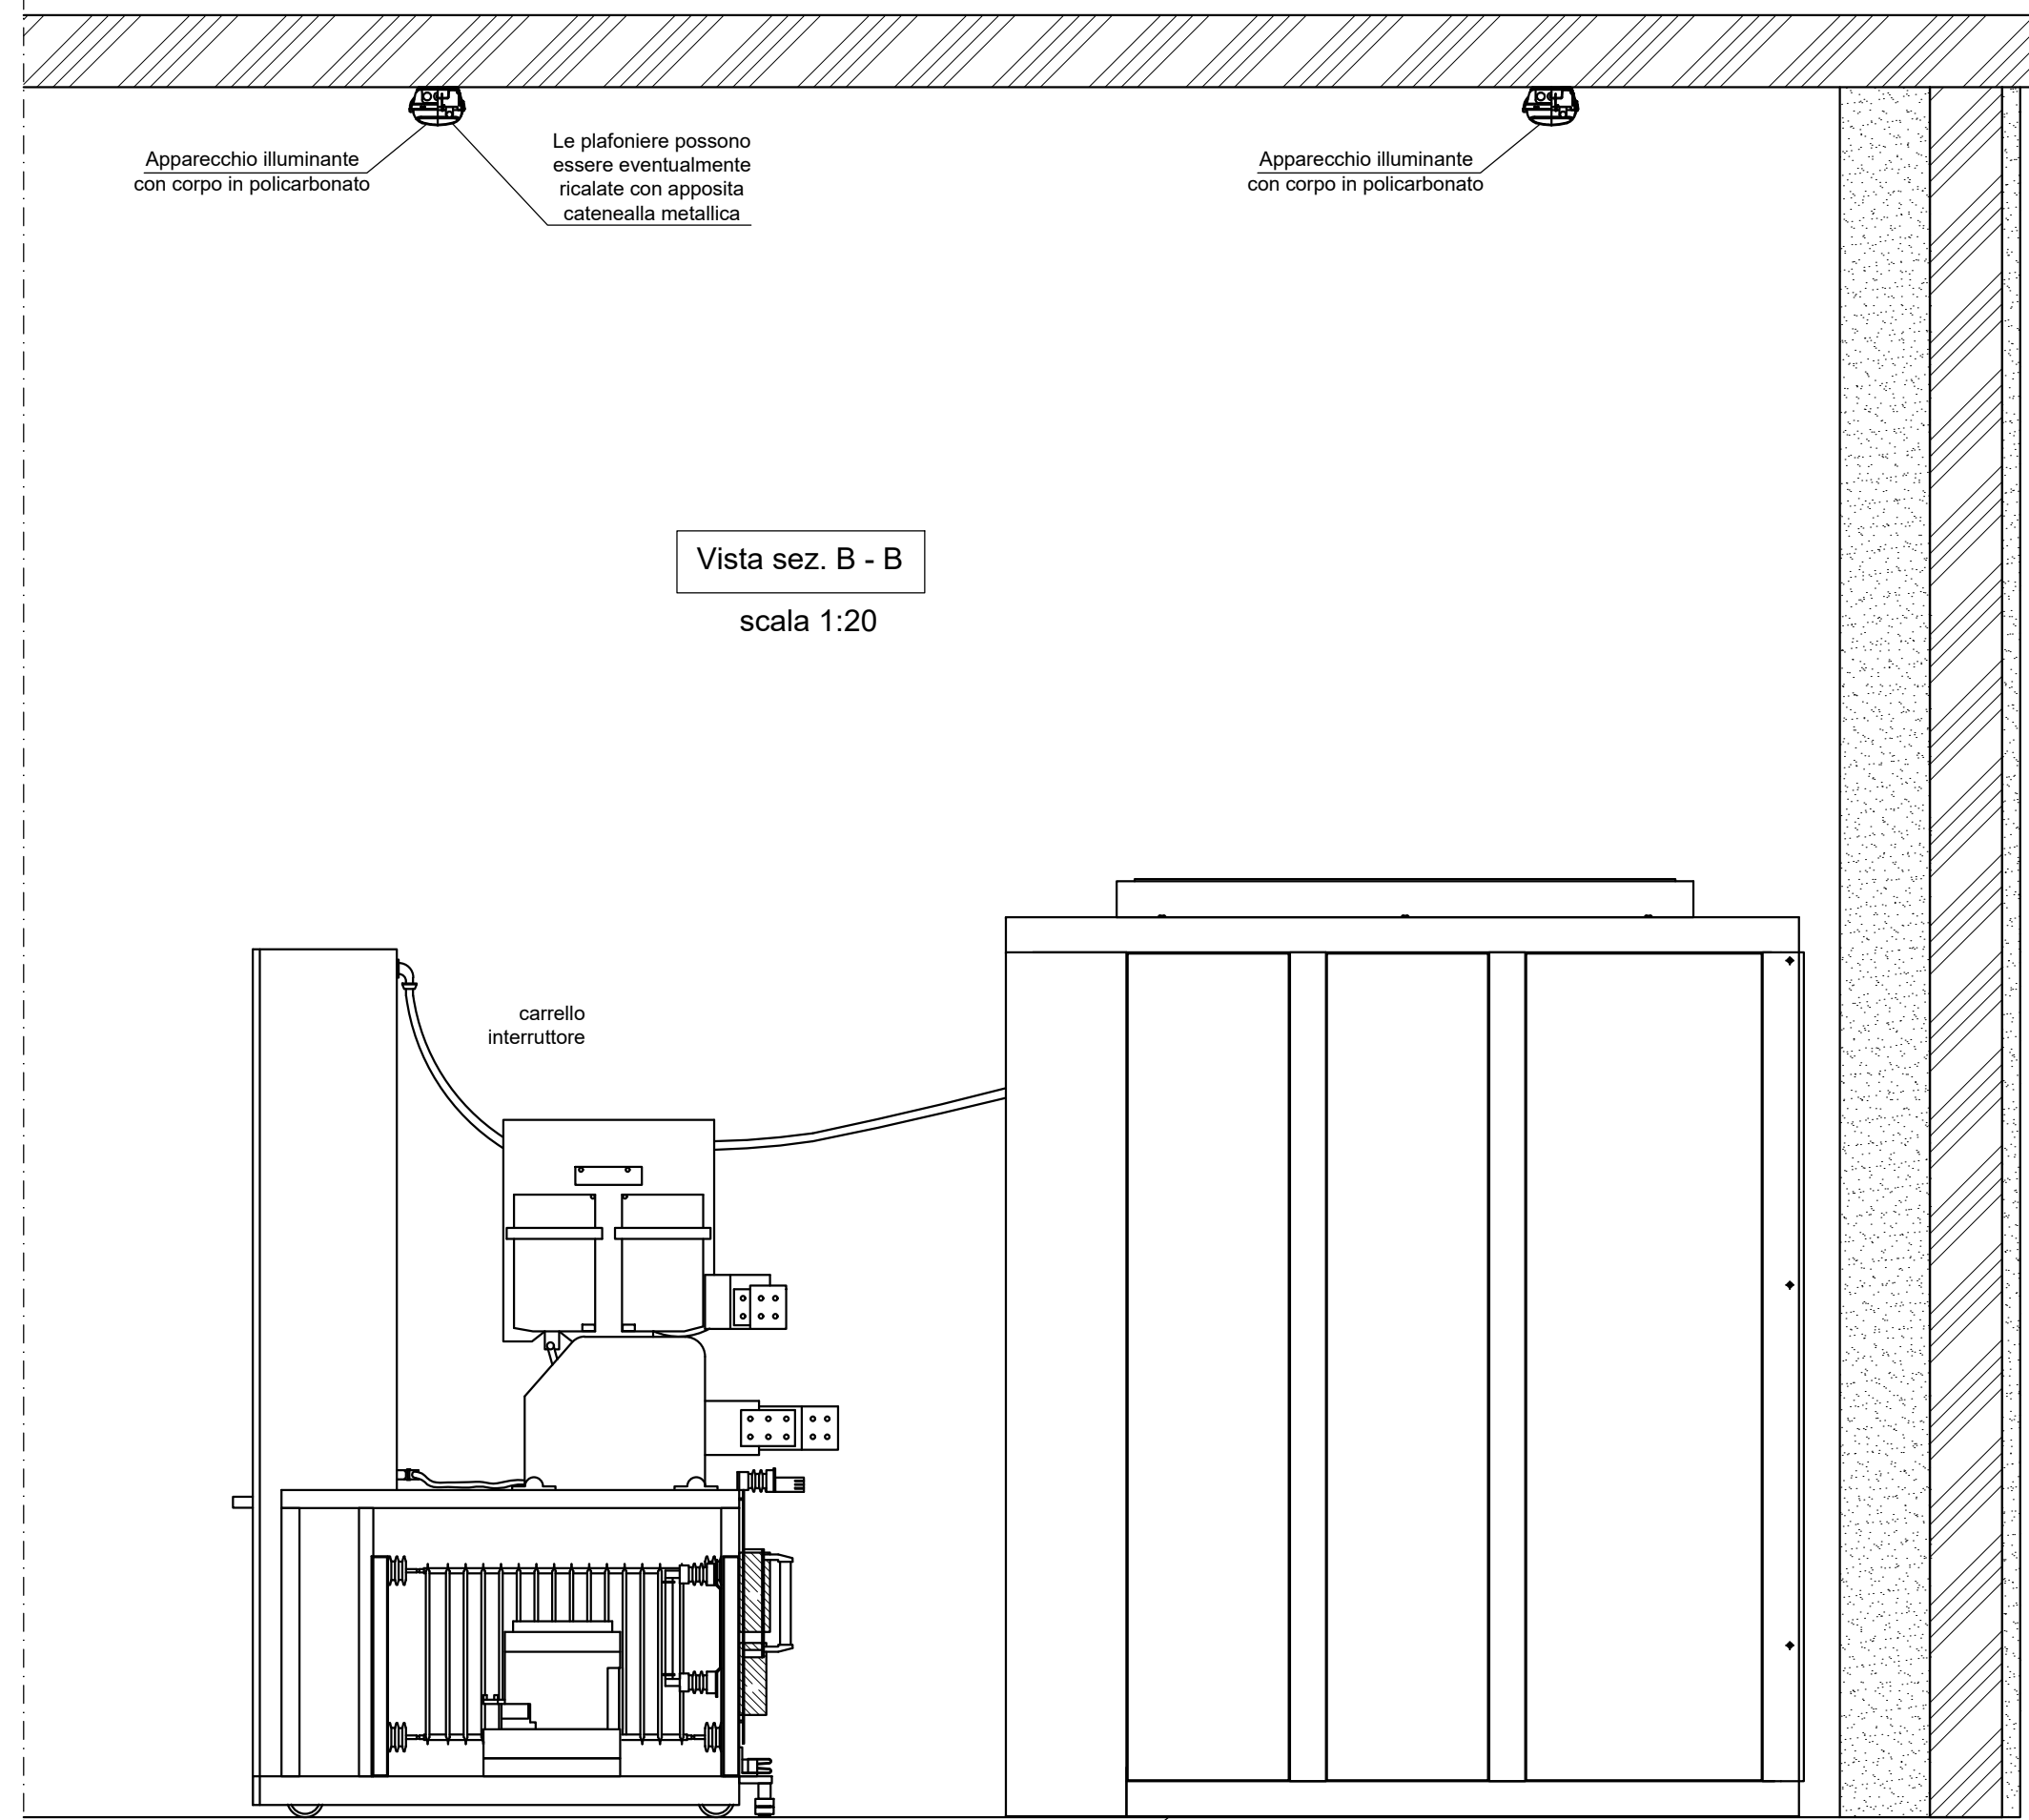 Apparecchio illuminante
con corpo in policarbonato
Le plafoniere possono
essere eventualmente
ricalate con apposita
catenealla metallica
Apparecchio illuminante
con corpo in policarbonato
Vista sez. B - B
scala 1:20
carrello
interruttore